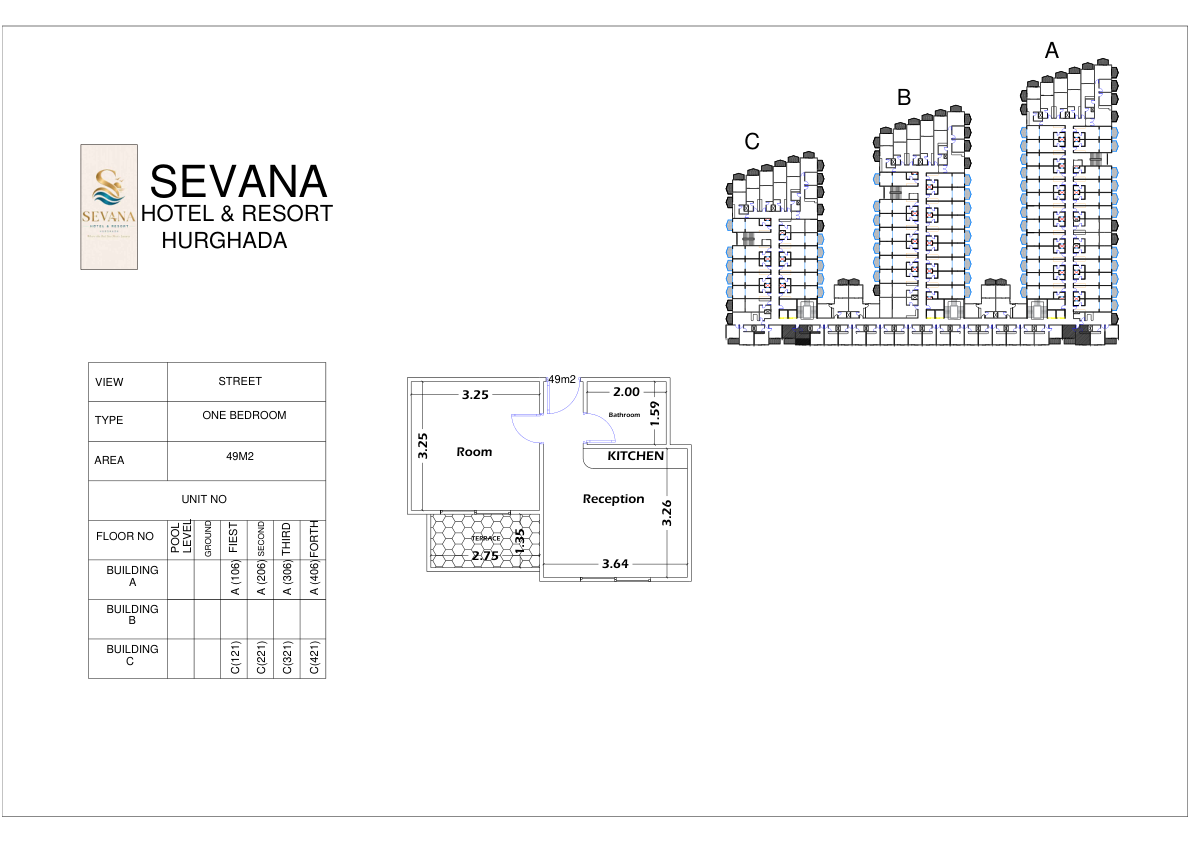 A
B
C
SEVANA
HOTEL & RESORT
HURGHADA
SEVANA
HOTEL & RESORT
HURGHADA
VIEW STREET
TYPE ONE BEDROOM
AREA 49M2
UNIT NO
FLOOR NO POOL LEVEL GROUND FIEST SECOND THIRD FORTH
BUILDING A A (106) A (206) A (306) A (406)
BUILDING B
BUILDING C C(121) C(221) C(321) C(421)
49m2
3.25
2.00
Bathroom
1.59
3.25
Room
KITCHEN
Reception
3.26
TERRACE
1.35
2.75
3.64